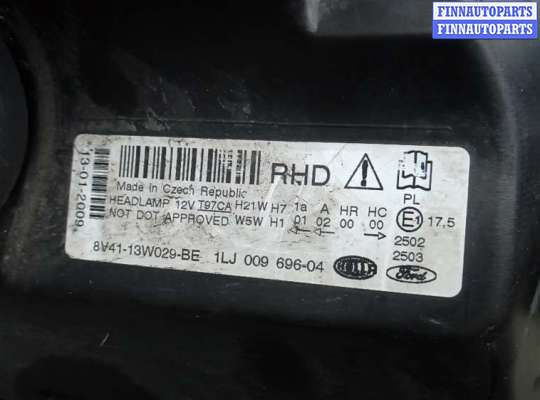 FINNAUTOPARTS
FINNAUTOPARTS
13-01-2009
RHD
Made in Czech Republic
HEADLAMP 12V T97CA H21W H7 1a A HR HC
NOT DOT APPROVED W5W H1 01 02 00 00
PL
E1 17,5
2502
2503
8V41-13W029-BE 1LJ 009 696-04
HELLA
Ford